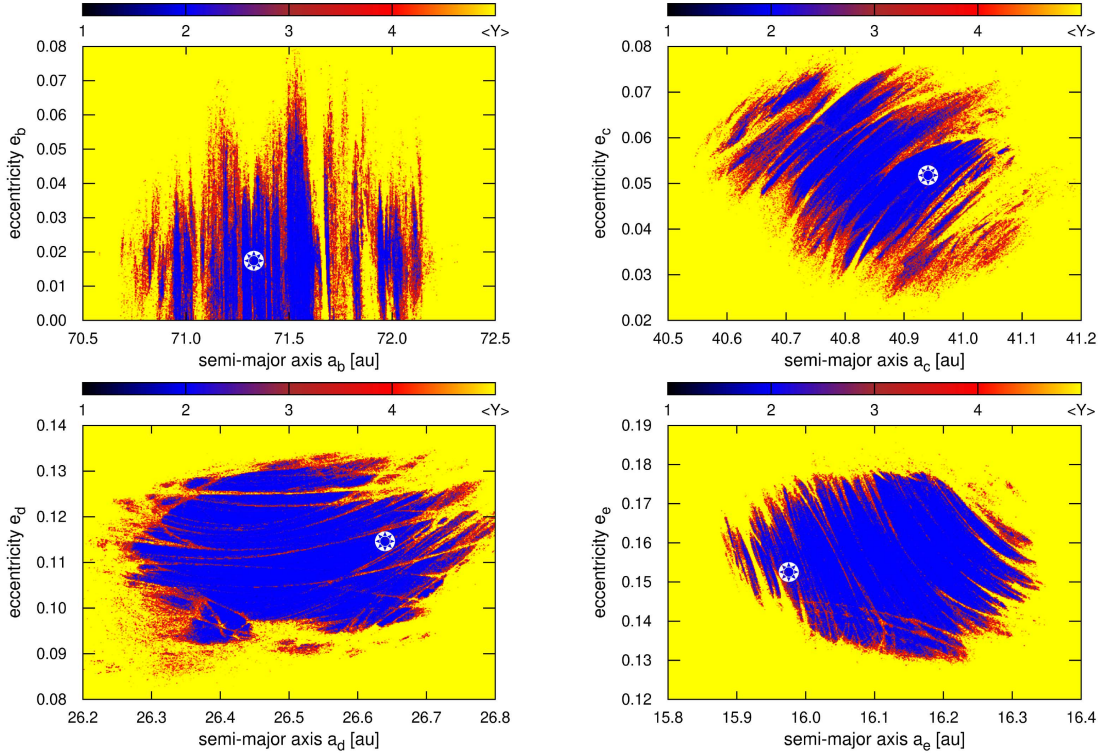 1 2 3 4 <Y>
0.08
0.07
0.06
0.05
0.04
0.03
0.02
0.01
0.00
eccentricity e_b
70.5 71.0 71.5 72.0 72.5
semi-major axis a_b [au]
1 2 3 4 <Y>
0.08
0.07
0.06
0.05
0.04
0.03
0.02
eccentricity e_c
40.5 40.6 40.7 40.8 40.9 41.0 41.1 41.2
semi-major axis a_c [au]
1 2 3 4 <Y>
0.14
0.13
0.12
0.11
0.10
0.09
0.08
eccentricity e_d
26.2 26.3 26.4 26.5 26.6 26.7 26.8
semi-major axis a_d [au]
1 2 3 4 <Y>
0.19
0.18
0.17
0.16
0.15
0.14
0.13
0.12
eccentricity e_e
15.8 15.9 16.0 16.1 16.2 16.3 16.4
semi-major axis a_e [au]